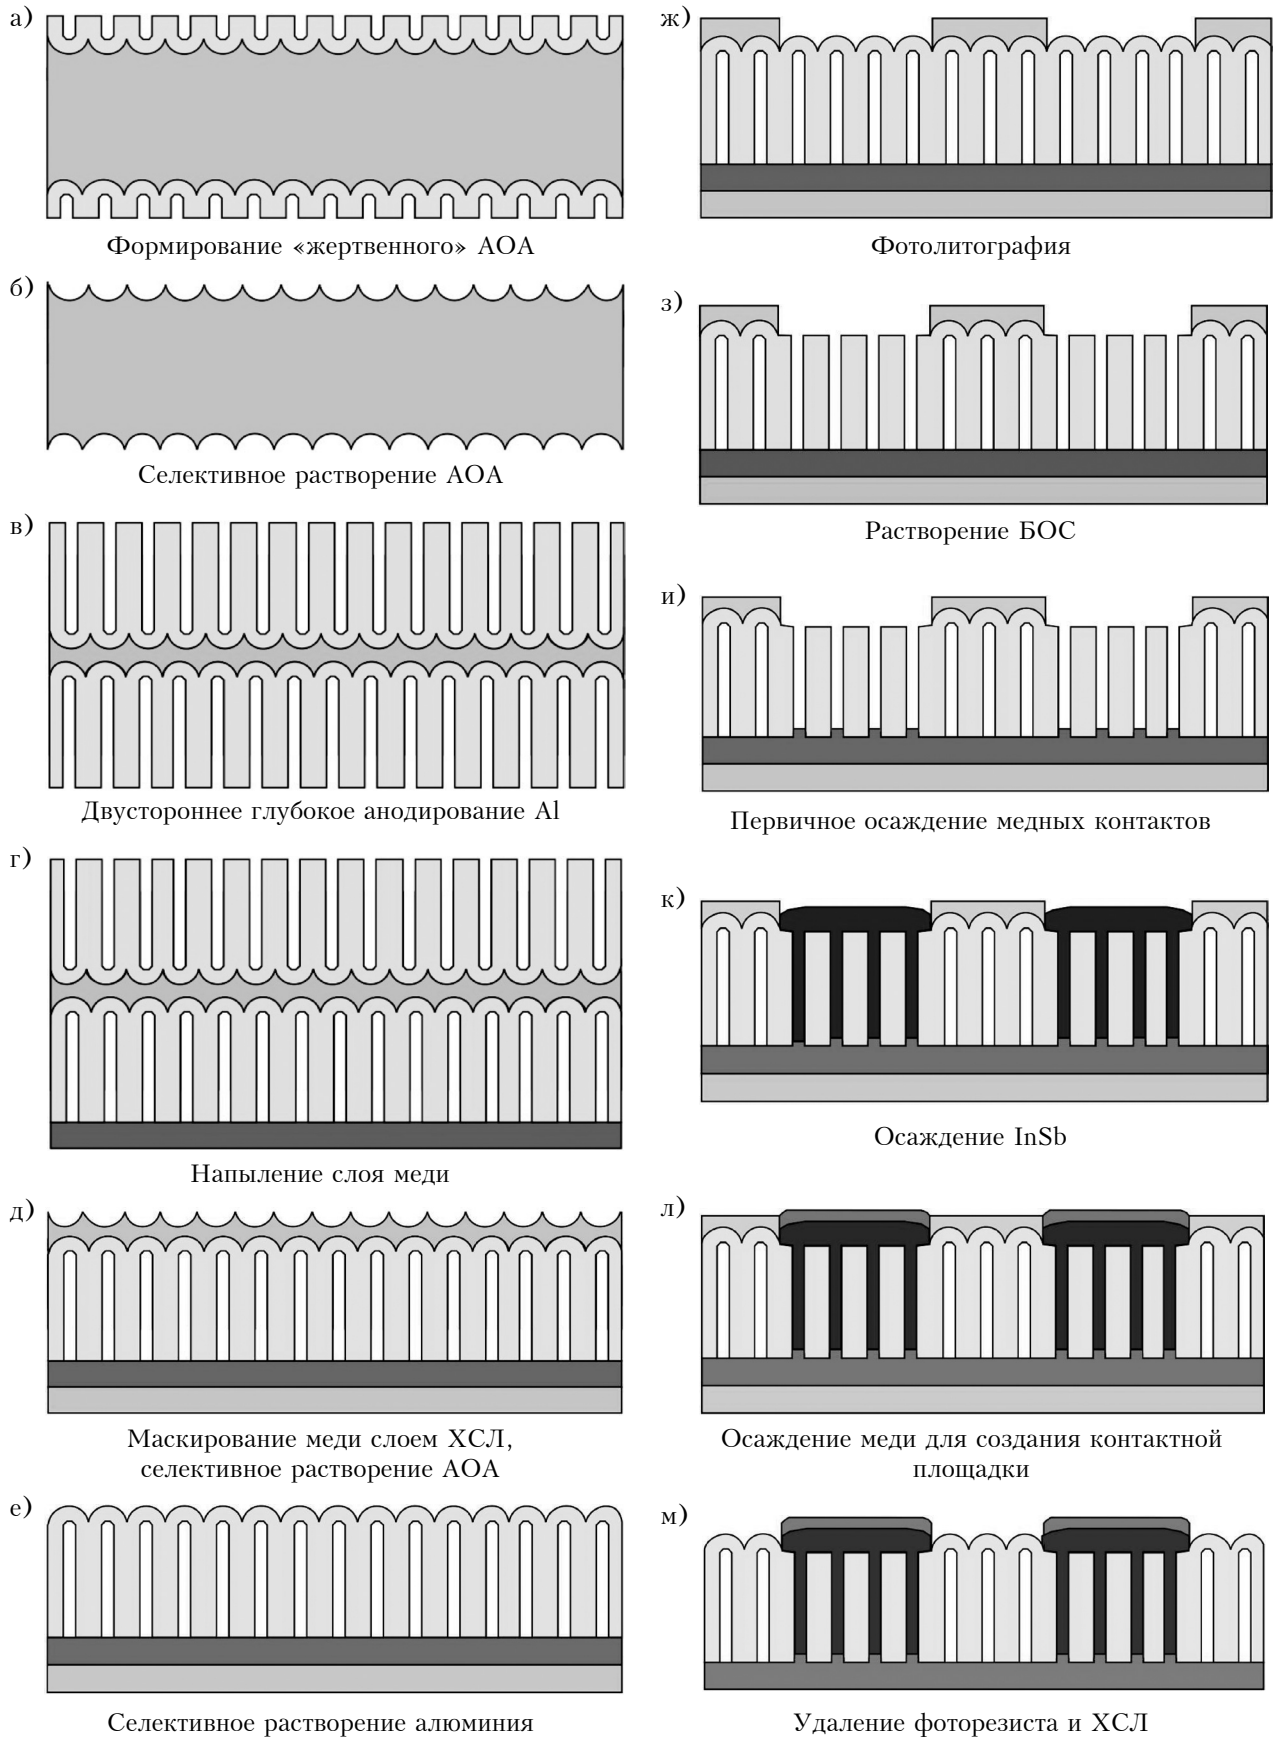 а)
Формирование «жертвенного» АОА
б)
Селективное растворение АОА
в)
Двустороннее глубокое анодирование Al
г)
Напыление слоя меди
д)
Маскирование меди слоем ХСЛ,
селективное растворение АОА
е)
Селективное растворение алюминия
ж)
Фотолитография
з)
Растворение БОС
и)
Первичное осаждение медных контактов
к)
Осаждение InSb
л)
Осаждение меди для создания контактной
площадки
м)
Удаление фоторезиста и ХСЛ